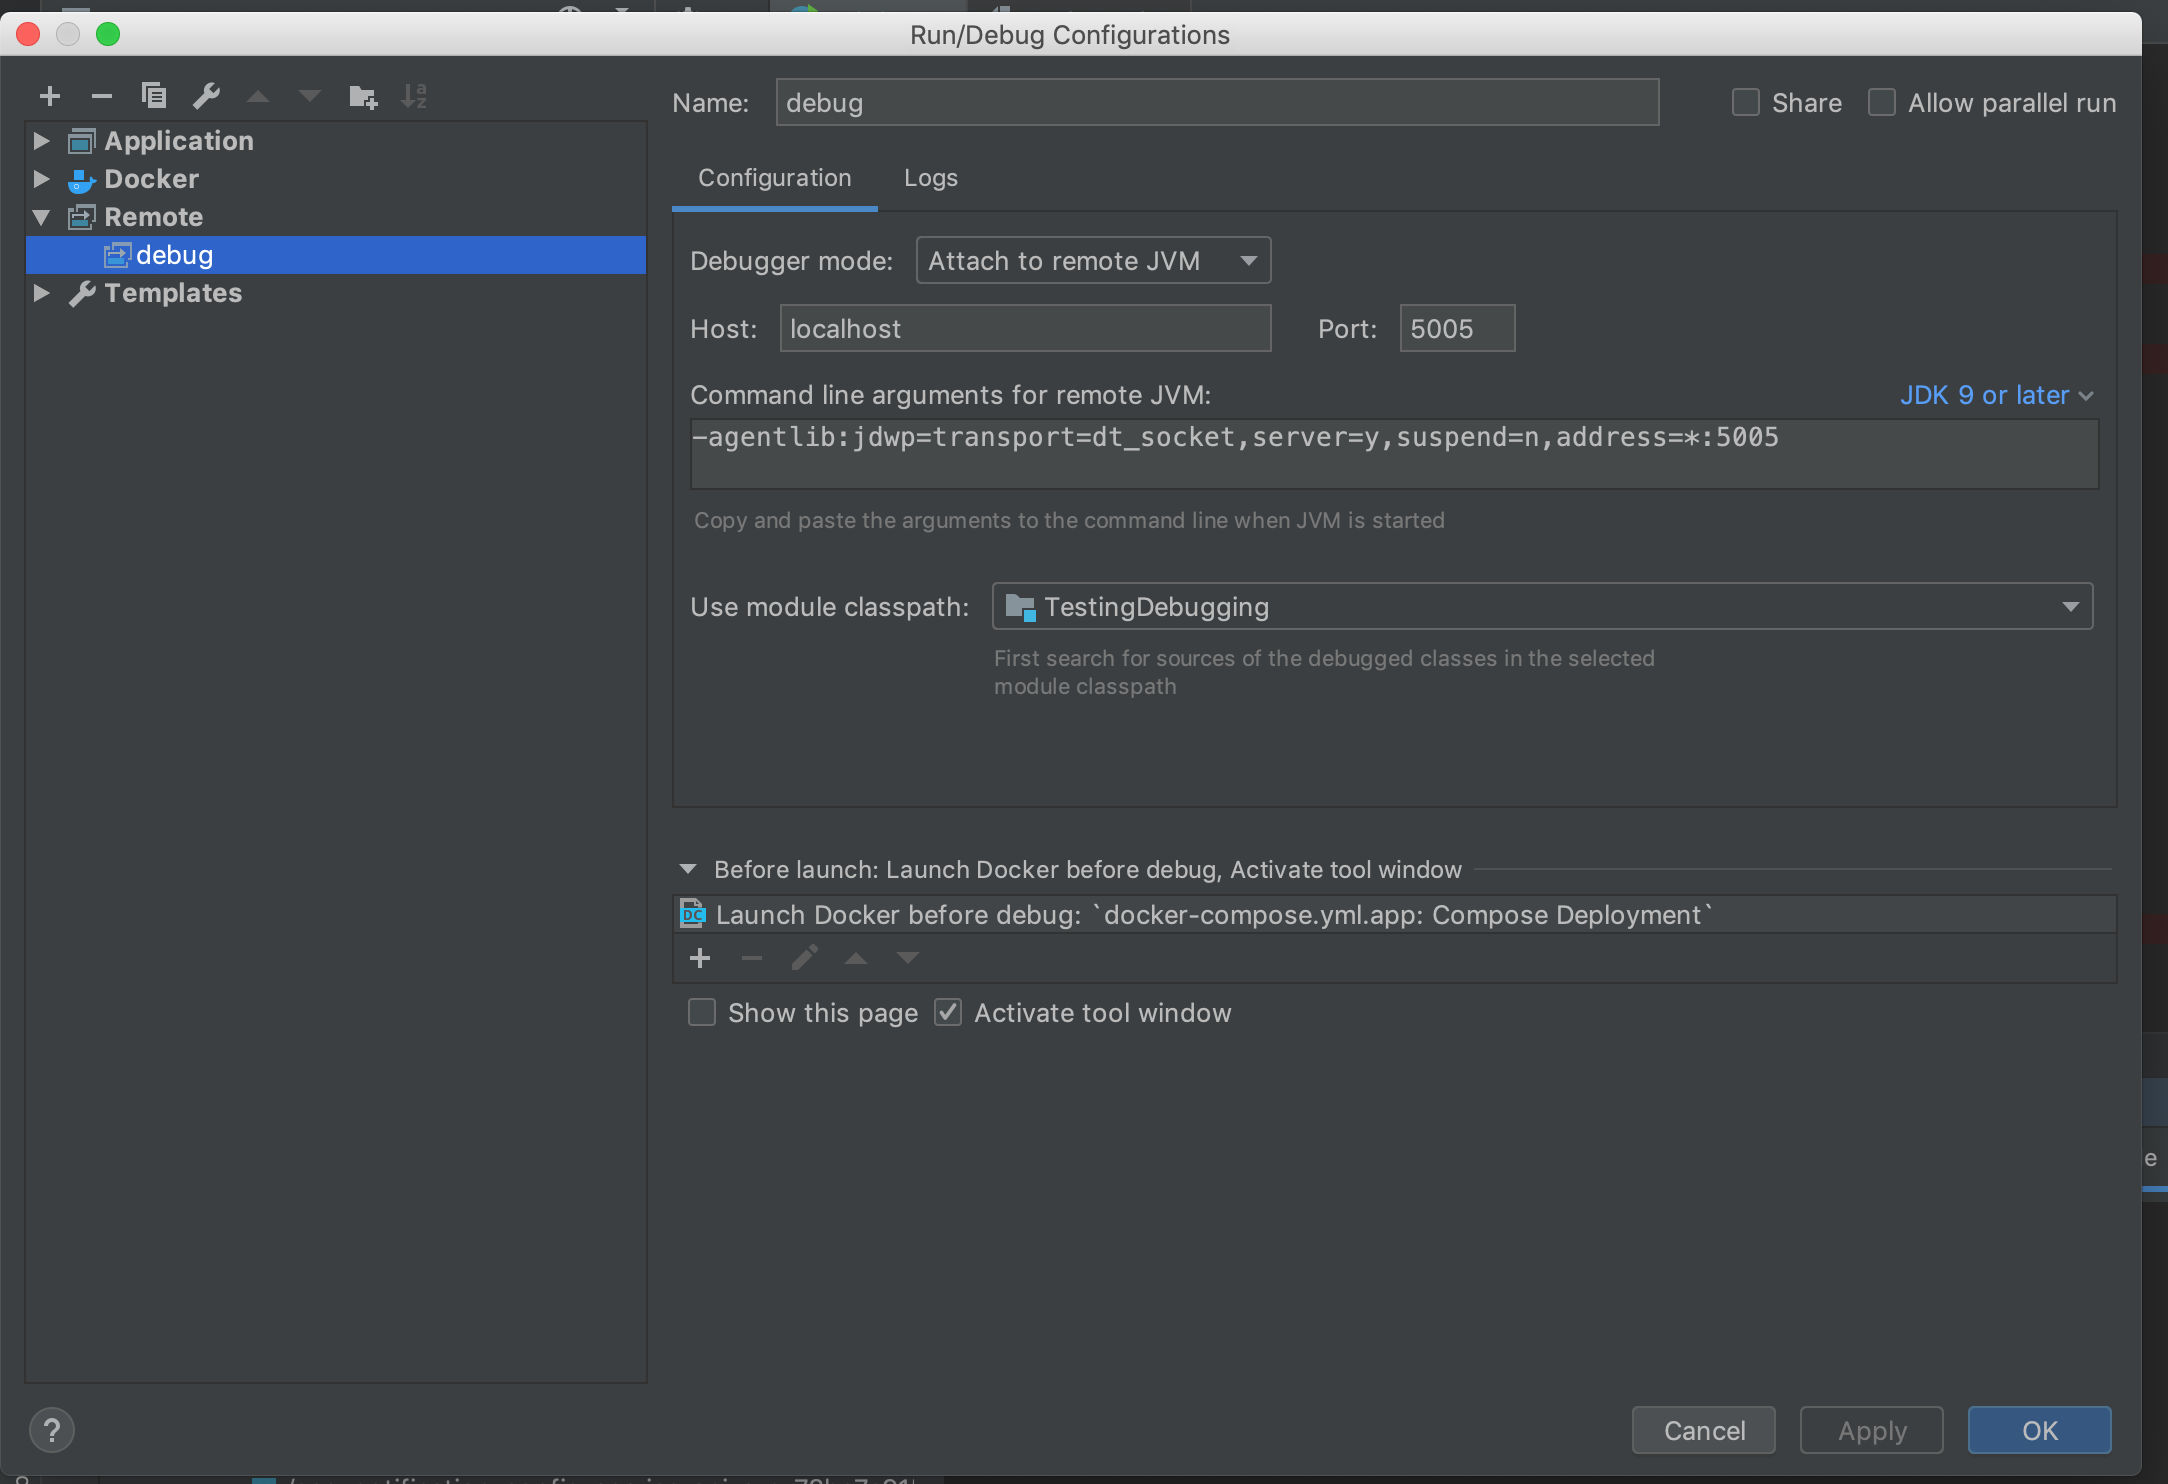 Run/Debug Configurations
Application
Docker
Remote
debug
Templates
Name: debug
Share
Allow parallel run
Configuration
Logs
Debugger mode: Attach to remote JVM
Host: localhost
Port: 5005
Command line arguments for remote JVM:
JDK 9 or later
-agentlib:jdwp=transport=dt_socket,server=y,suspend=n,address=*:5005
Copy and paste the arguments to the command line when JVM is started
Use module classpath: TestingDebugging
First search for sources of the debugged classes in the selected
module classpath
Before launch: Launch Docker before debug, Activate tool window
DC Launch Docker before debug: `docker-compose.yml.app: Compose Deployment`
Show this page
Activate tool window
e
?
Cancel
Apply
OK